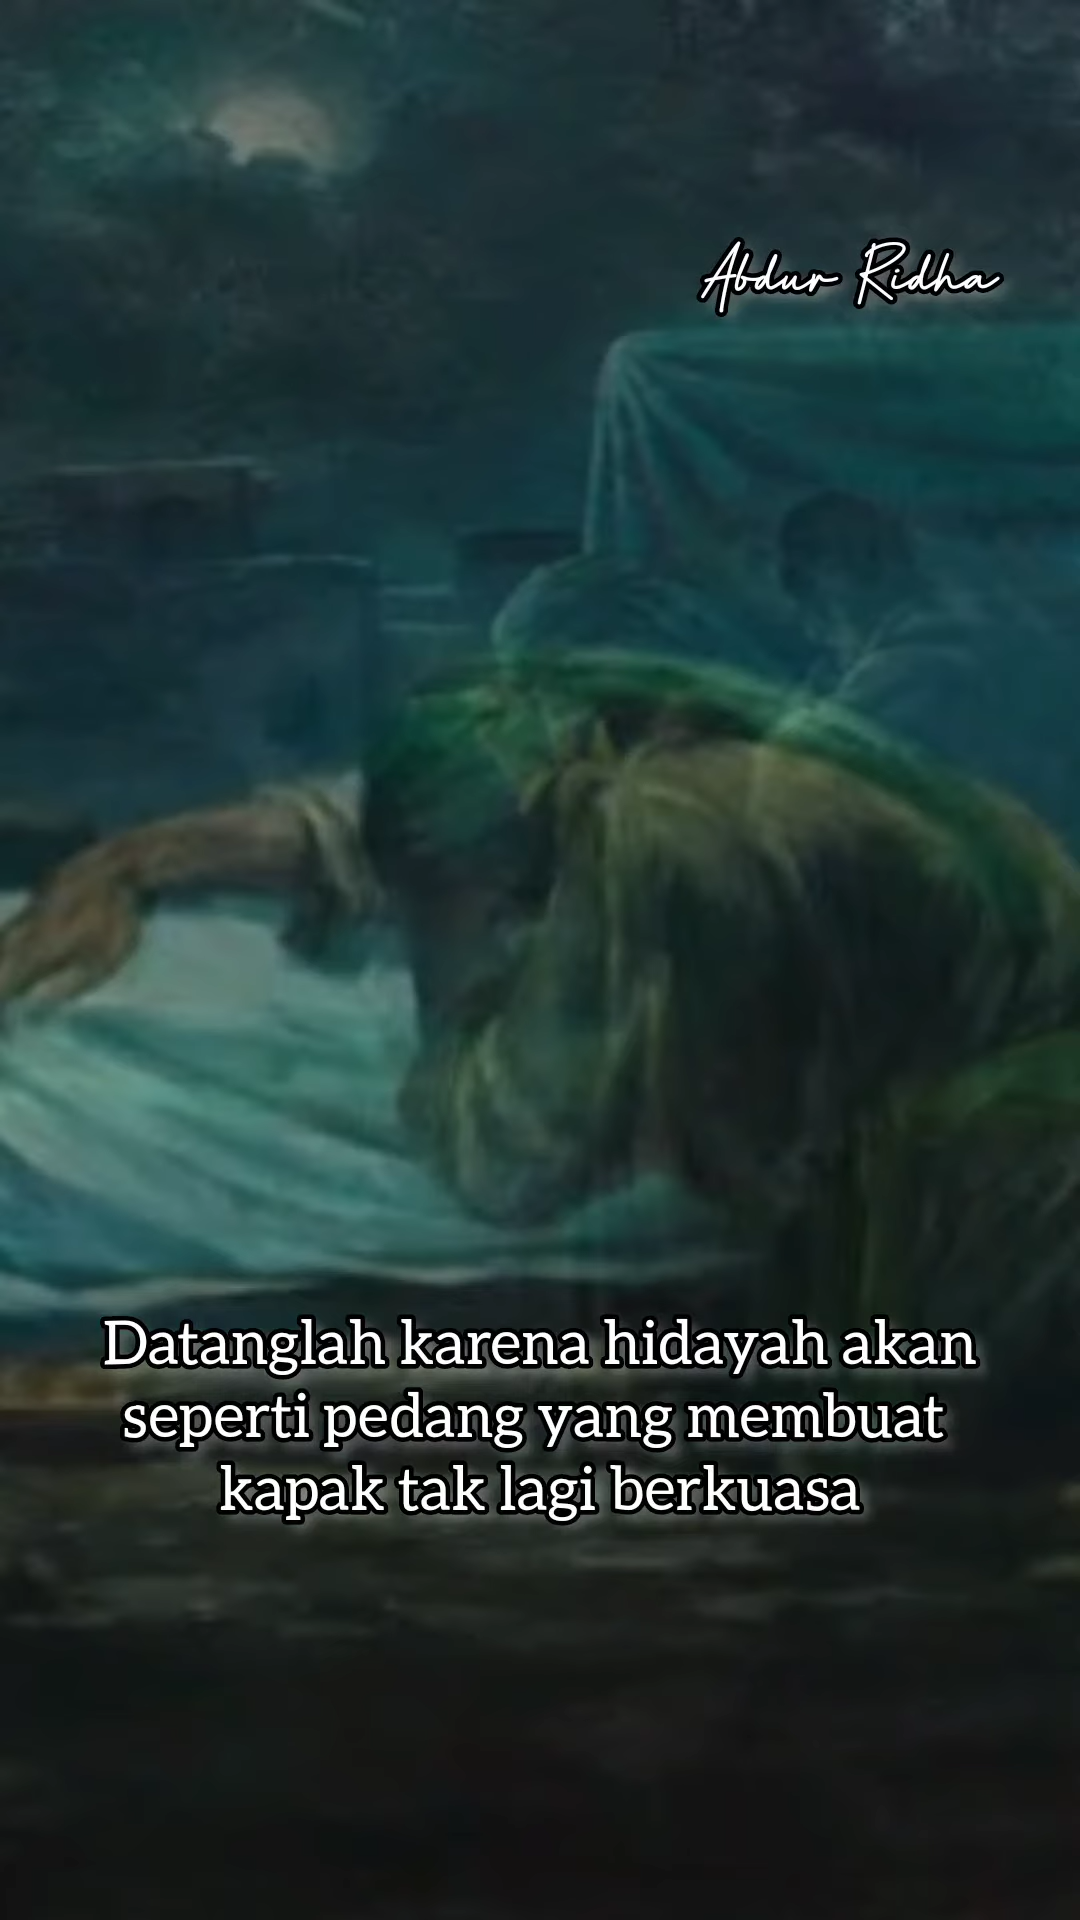 Abdur Ridha
Datanglah karena hidayah akan
seperti pedang yang membuat
kapak tak lagi berkuasa